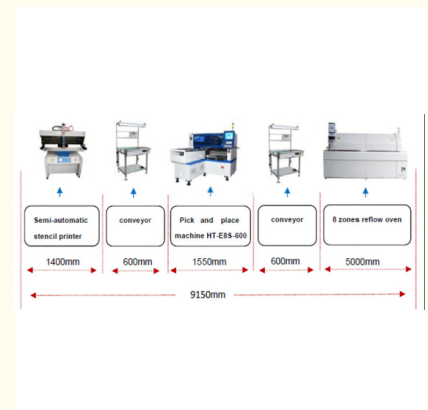 Semi-automatic
stencil printer
conveyor
Pick and place
machine HT-E8S-600
conveyor
8 zones reflow oven
1400mm
600mm
1550mm
600mm
5000mm
9150mm